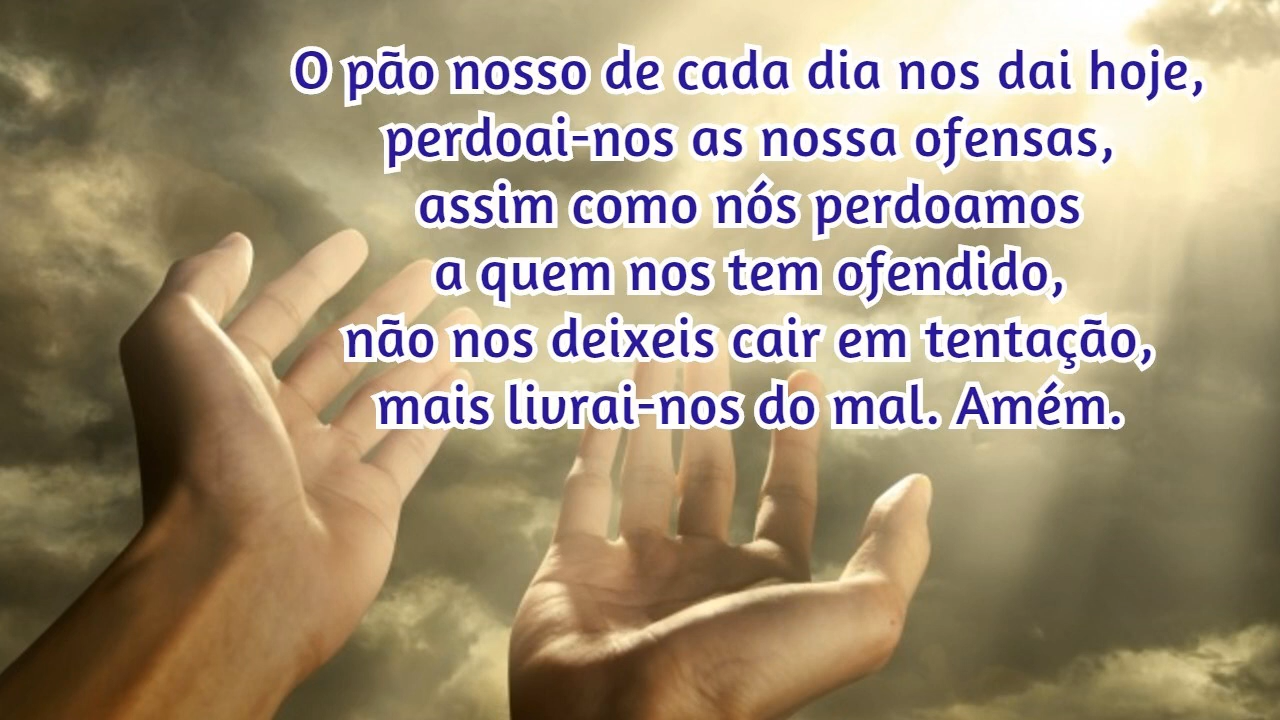 O pão nosso de cada dia nos dai hoje,
perdoai-nos as nossa ofensas,
assim como nós perdoamos
a quem nos tem ofendido,
não nos deixeis cair em tentação,
mais livrai-nos do mal. Amém.